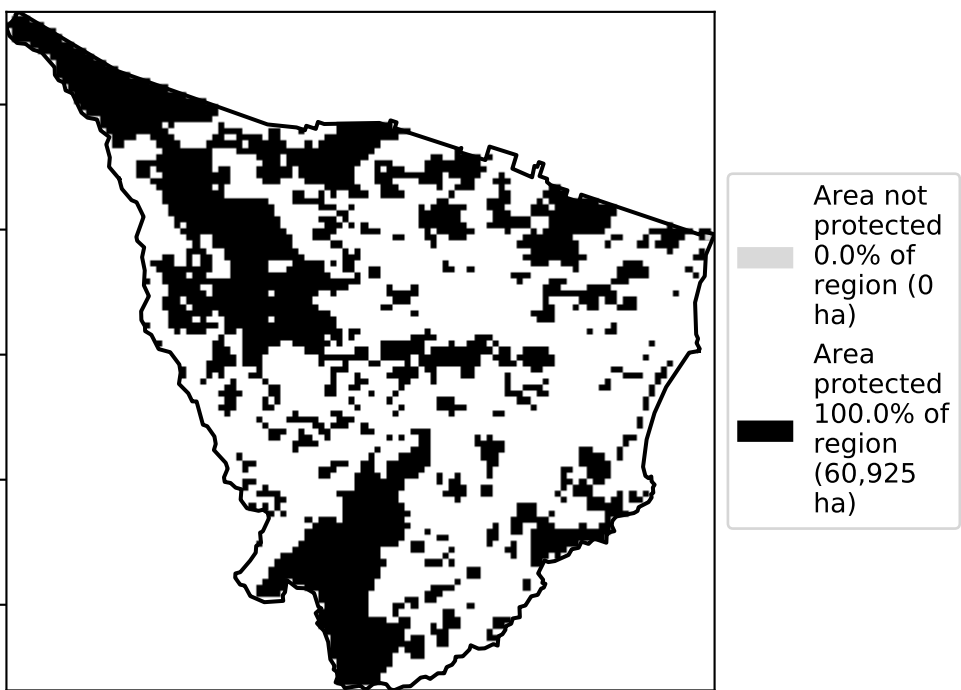 Area not
protected
0.0% of
region (0
ha)
Area
protected
100.0% of
region
(60,925
ha)